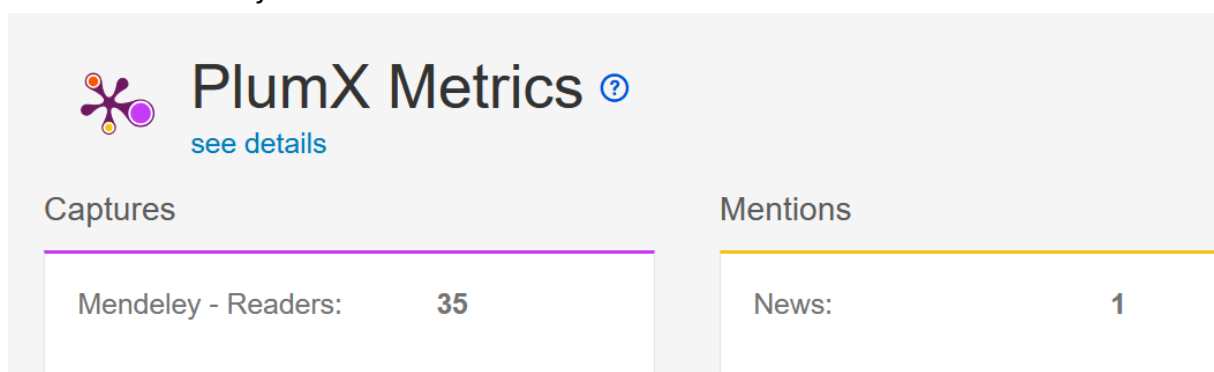 PlumX Metrics ?
see details
Captures
Mentions
Mendeley - Readers: 35
News: 1